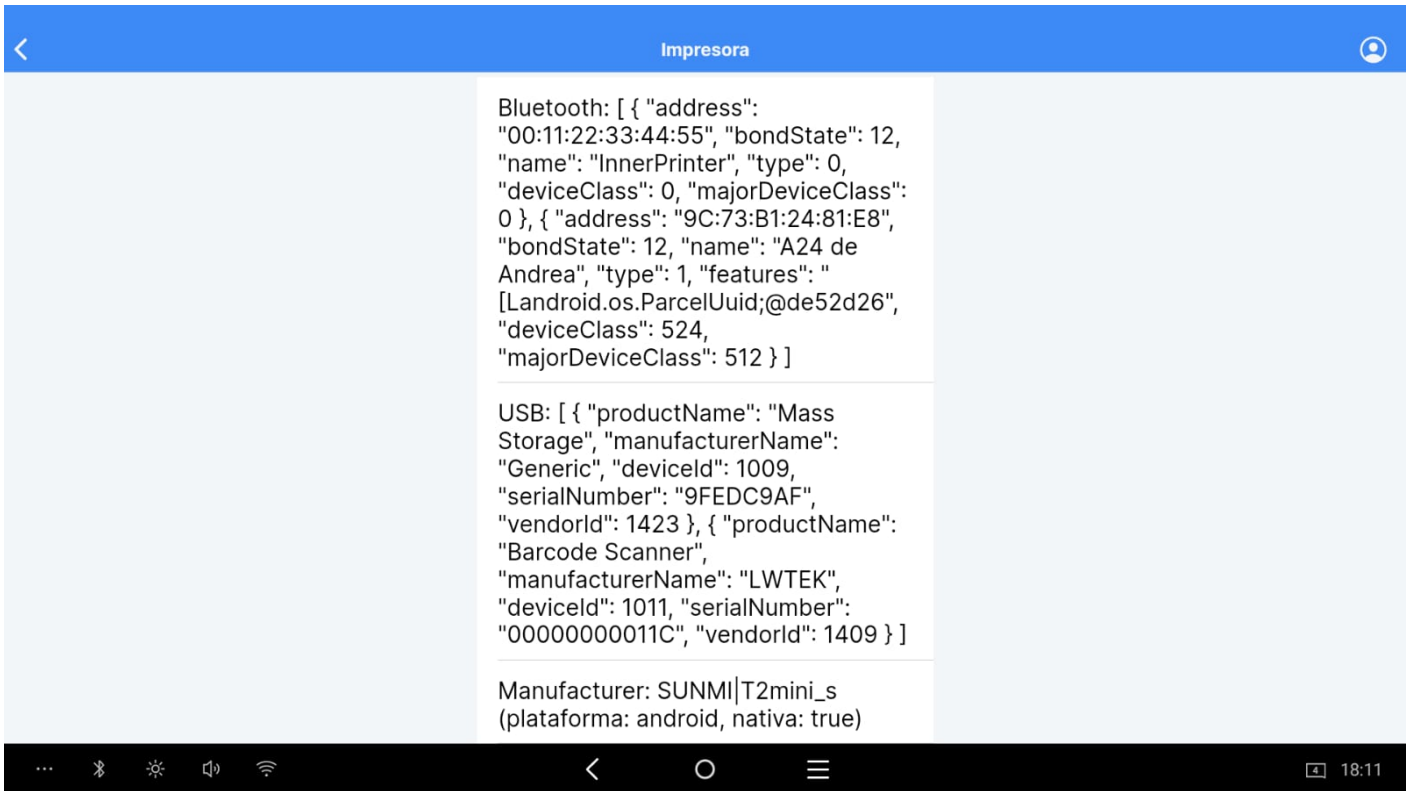 Impresora
Bluetooth: [ { "address":
"00:11:22:33:44:55", "bondState": 12,
"name": "InnerPrinter", "type": 0,
"deviceClass": 0, "majorDeviceClass":
0 }, { "address": "9C:73:B1:24:81:E8",
"bondState": 12, "name": "A24 de
Andrea", "type": 1, "features": "
[Landroid.os.ParcelUuid;@de52d26",
"deviceClass": 524,
"majorDeviceClass": 512 } ]
USB: [ { "productName": "Mass
Storage", "manufacturerName":
"Generic", "deviceId": 1009,
"serialNumber": "9FEDC9AF",
"vendorId": 1423 }, { "productName":
"Barcode Scanner",
"manufacturerName": "LWTEK",
"deviceId": 1011, "serialNumber":
"00000000011C", "vendorId": 1409 } ]
Manufacturer: SUNMI|T2mini_s
(plataforma: android, nativa: true)
4 18:11